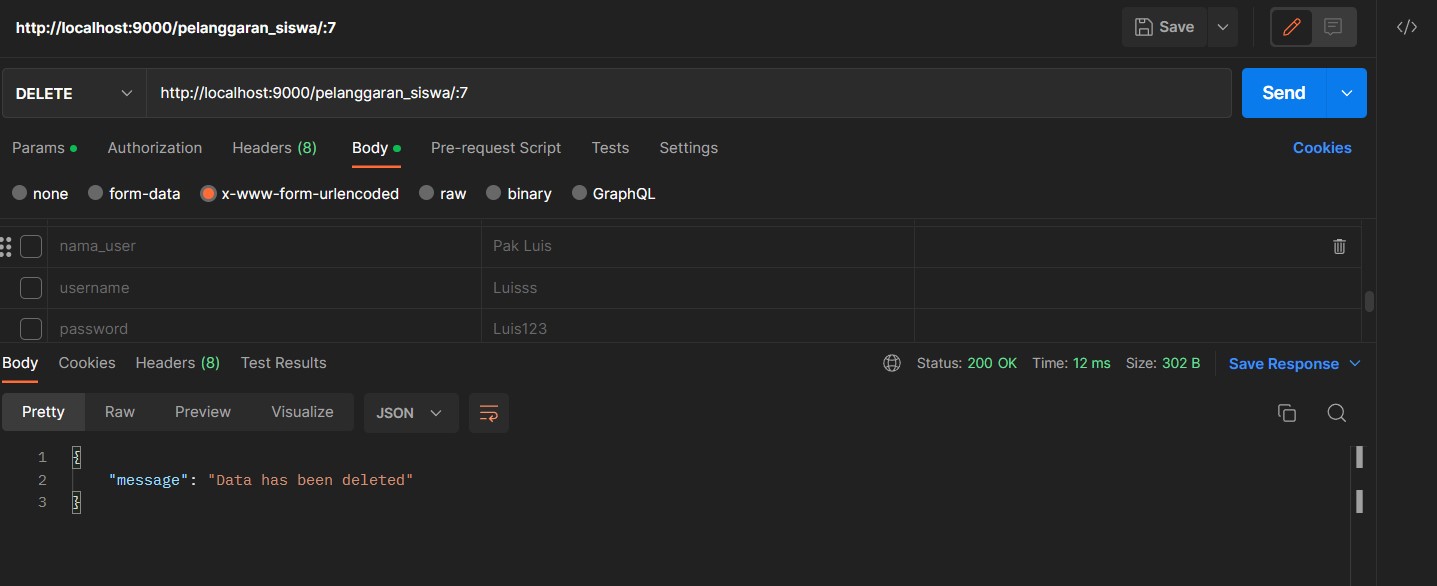 http://localhost:9000/pelanggaran_siswa/:7 Save </>
DELETE http://localhost:9000/pelanggaran_siswa/:7 Send
Params Authorization Headers (8) Body Pre-request Script Tests Settings Cookies
none form-data x-www-form-urlencoded raw binary GraphQL
nama_user Pak Luis
username Luisss
password Luis123
Body Cookies Headers (8) Test Results Status: 200 OK Time: 12 ms Size: 302 B Save Response
Pretty Raw Preview Visualize JSON
1 {
2 "message": "Data has been deleted"
3 }